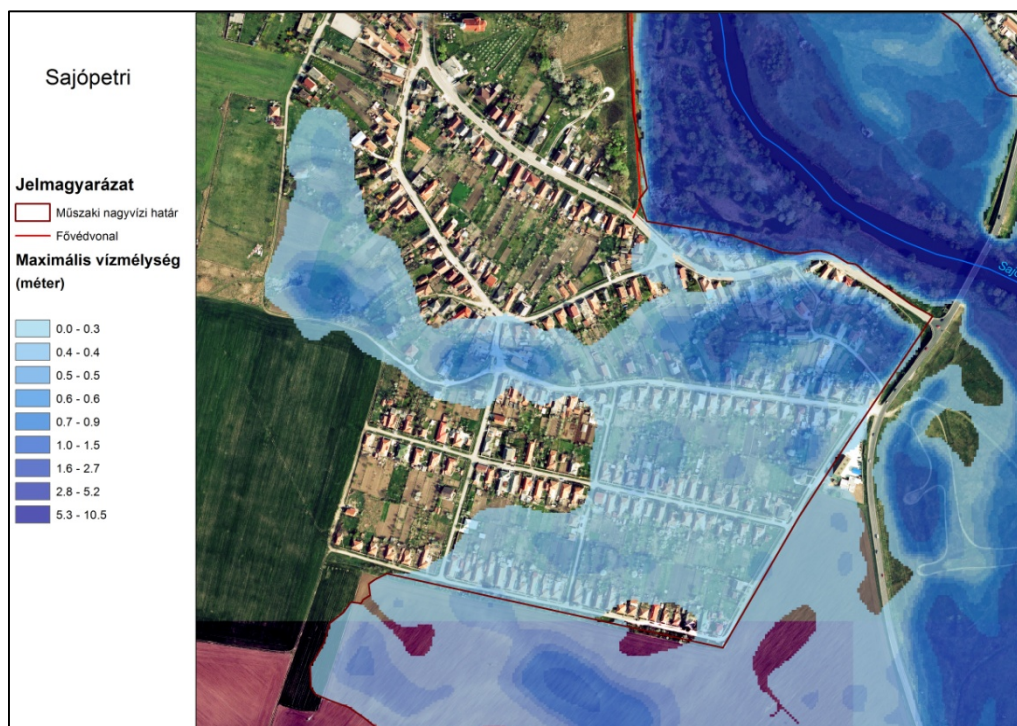 Sajópetri
Jelmagyarázat
Műszaki nagyvízi határ
Fővédvonal
Maximális vízmélység
(méter)
0.0 - 0.3
0.4 - 0.4
0.5 - 0.5
0.6 - 0.6
0.7 - 0.9
1.0 - 1.5
1.6 - 2.7
2.8 - 5.2
5.3 - 10.5
Sajó